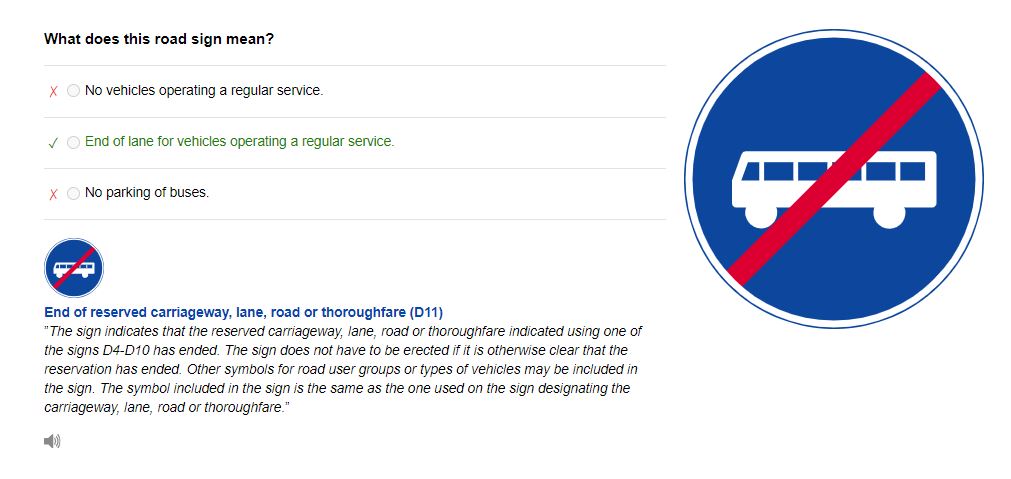 What does this road sign mean?
No vehicles operating a regular service.
End of lane for vehicles operating a regular service.
No parking of buses.
End of reserved carriageway, lane, road or thoroughfare (D11)
"The sign indicates that the reserved carriageway, lane, road or thoroughfare indicated using one of
the signs D4-D10 has ended. The sign does not have to be erected if it is otherwise clear that the
reservation has ended. Other symbols for road user groups or types of vehicles may be included in
the sign. The symbol included in the sign is the same as the one used on the sign designating the
carriageway, lane, road or thoroughfare."